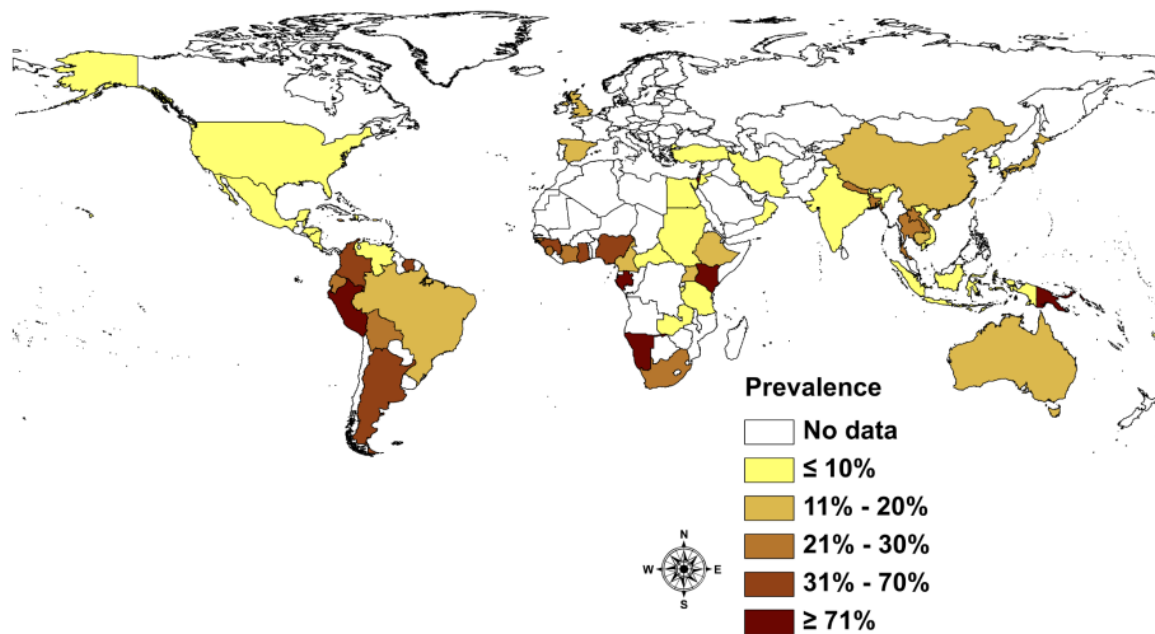 Prevalence
No data
≤ 10%
11% - 20%
21% - 30%
31% - 70%
≥ 71%
N
W E
S